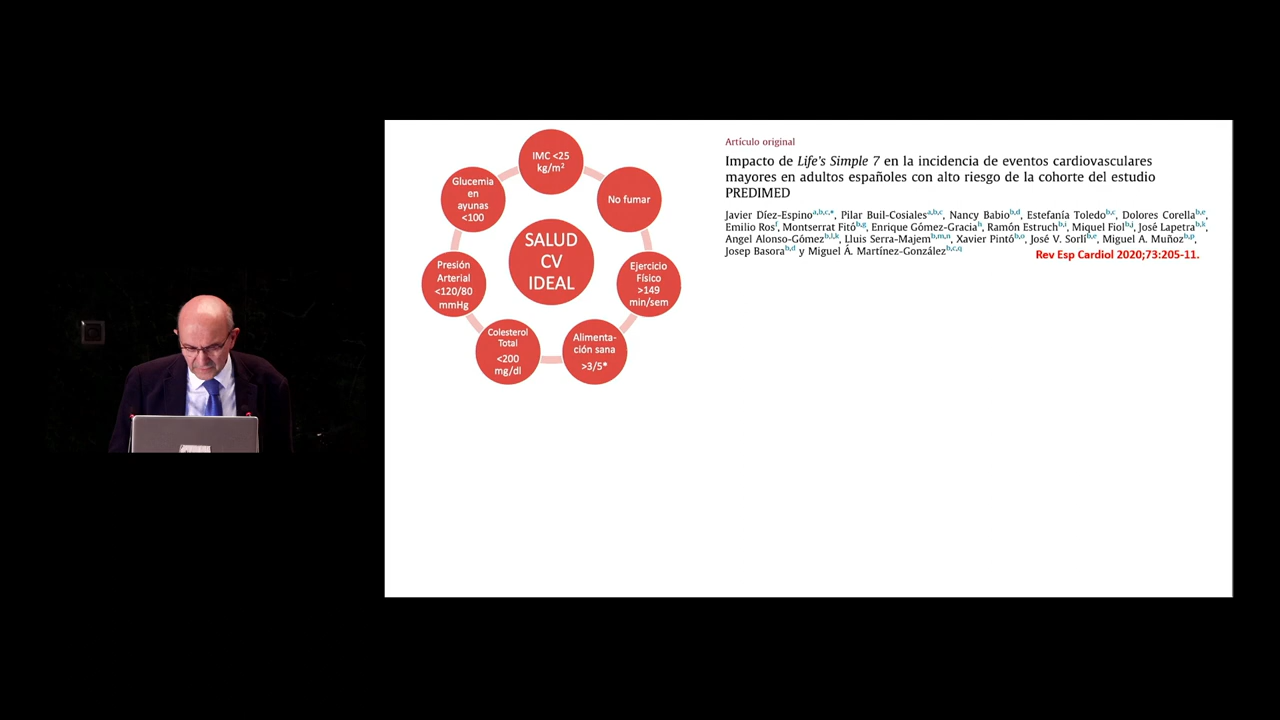 IMC <25
kg/m²
No fumar
Ejercicio
Físico
>149
min/sem
Alimenta-
ción sana
>3/5*
Colesterol
Total
<200
mg/dl
Presión
Arterial
<120/80
mmHg
Glucemia
en
ayunas
<100
SALUD
CV
IDEAL
Artículo original
Impacto de Life's Simple 7 en la incidencia de eventos cardiovasculares
mayores en adultos españoles con alto riesgo de la cohorte del estudio
PREDIMED
Javier Díez-Espino a,b,c,*, Pilar Buil-Cosiales a,b,c, Nancy Babio b,d, Estefanía Toledo b,c, Dolores Corella b,e,
Emilio Ros f, Montserrat Fitó b,g, Enrique Gómez-Gracia h, Ramón Estruch b,i, Miquel Fiol b,j, José Lapetra b,k,
Angel Alonso-Gómez b,l,k, Lluis Serra-Majem b,m,n, Xavier Pintó b,o, José V. Sorlí b,e, Miguel A. Muñoz b,p,
Josep Basora b,d y Miguel Á. Martínez-González b,c,q
Rev Esp Cardiol 2020;73:205-11.